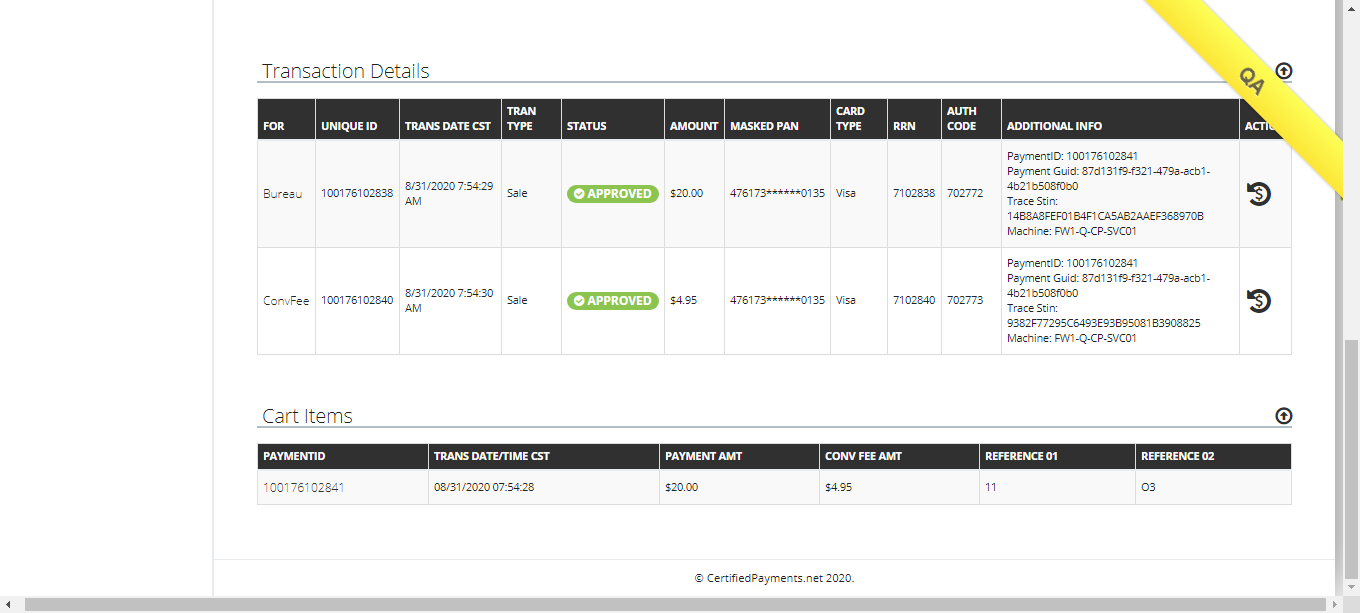 QA
Transaction Details
FOR UNIQUE ID TRANS DATE CST TRAN TYPE STATUS AMOUNT MASKED PAN CARD TYPE RRN AUTH CODE ADDITIONAL INFO
Bureau 100176102838 8/31/2020 7:54:29 AM Sale APPROVED $20.00 476173******0135 Visa 7102838 702772
PaymentID: 100176102841
Payment Guid: 87d131f9-f321-479a-acb1-
4b21b508f0b0
Trace Stin:
14B8A8FEF01B4F1CA5AB2AAEF368970B
Machine: FW1-Q-CP-SVC01
ConvFee 100176102840 8/31/2020 7:54:30 AM Sale APPROVED $4.95 476173******0135 Visa 7102840 702773
PaymentID: 100176102841
Payment Guid: 87d131f9-f321-479a-acb1-
4b21b508f0b0
Trace Stin:
9382F77295C6493E93B95081B3908825
Machine: FW1-Q-CP-SVC01
Cart Items
PAYMENTID TRANS DATE/TIME CST PAYMENT AMT CONV FEE AMT REFERENCE 01 REFERENCE 02
100176102841 08/31/2020 07:54:28 $20.00 $4.95 11 O3
© CertifiedPayments.net 2020.